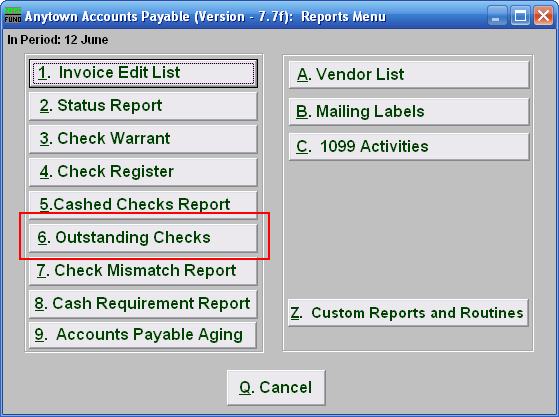 Anytown Accounts Payable (Version - 7.7f): Reports Menu
In Period: 12 June
1. Invoice Edit List
2. Status Report
3. Check Warrant
4. Check Register
5.Cashed Checks Report
6. Outstanding Checks
7. Check Mismatch Report
8. Cash Requirement Report
9. Accounts Payable Aging
A. Vendor List
B. Mailing Labels
C. 1099 Activities
Z. Custom Reports and Routines
Q. Cancel